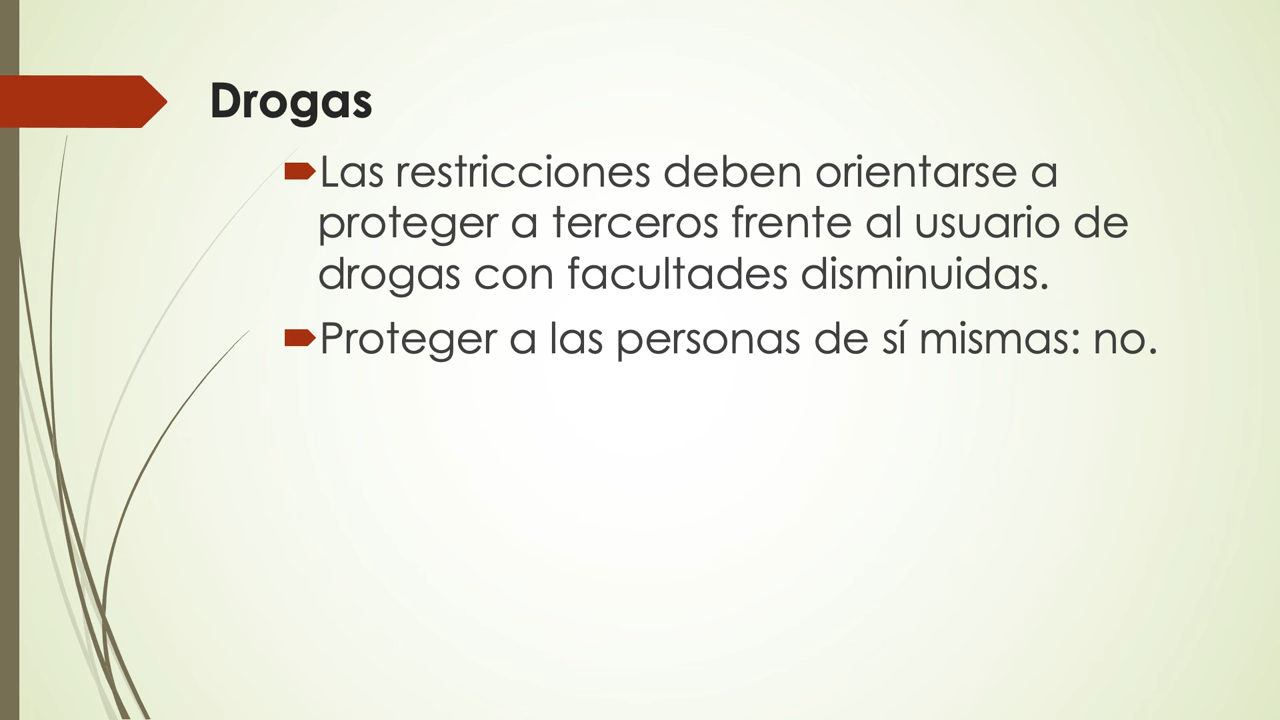 Drogas
Las restricciones deben orientarse a
proteger a terceros frente al usuario de
drogas con facultades disminuidas.
Proteger a las personas de sí mismas: no.